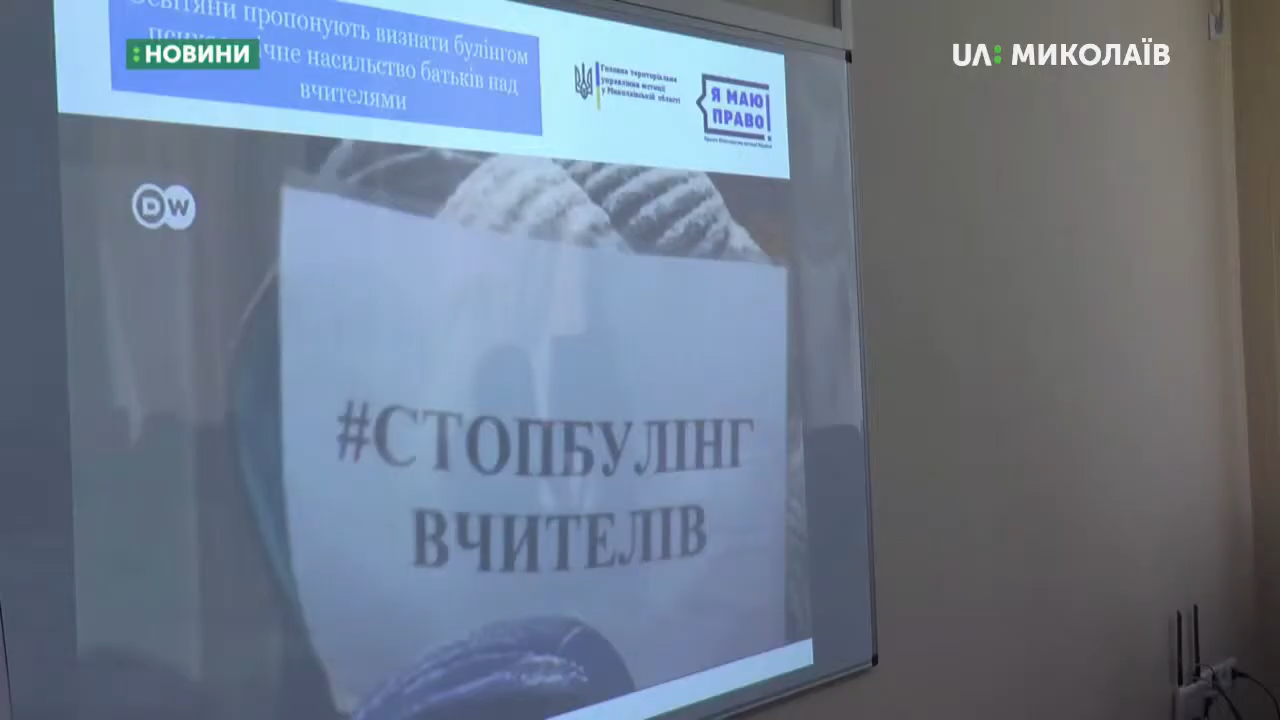 Освітяни пропонують визнати булінгом
НОВИНИ
насильство батьків над
вчителями
Головне територіальне
управління юстиції
у Миколаївській області
Я МАЮ
ПРАВО!
UA: МИКОЛАЇВ
DW
#СТОПБУЛІНГ
ВЧИТЕЛІВ